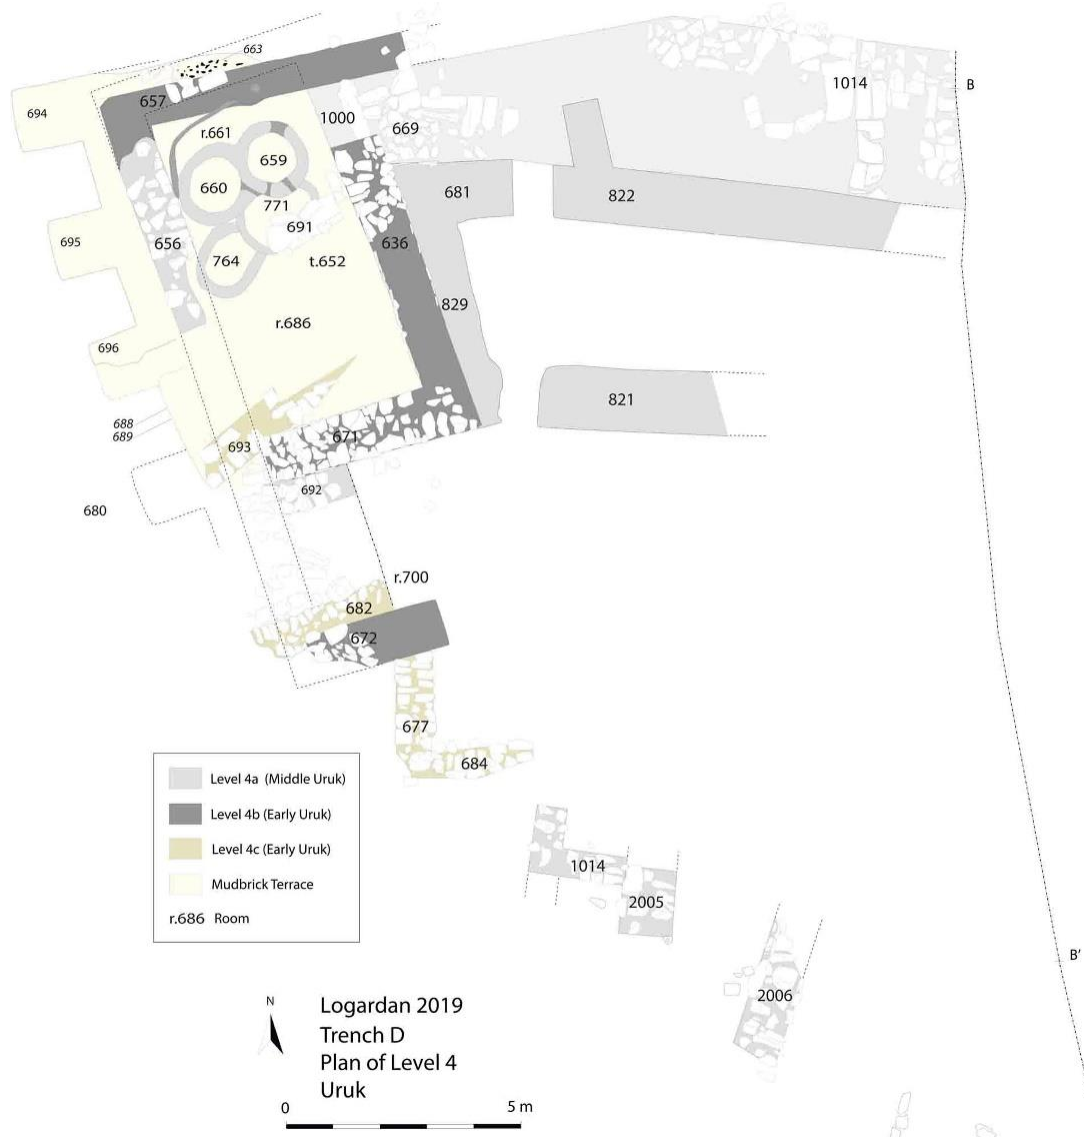 663
694
657
1014
B
r.661
1000
669
659
660
681
822
771
691
695
656
636
764
t.652
829
r.686
696
821
688
689
693
671
692
680
r.700
682
672
677
684
Level 4a (Middle Uruk)
Level 4b (Early Uruk)
Level 4c (Early Uruk)
Mudbrick Terrace
r.686 Room
1014
2005
B'
2006
N
Logardan 2019
Trench D
Plan of Level 4
Uruk
0 5 m